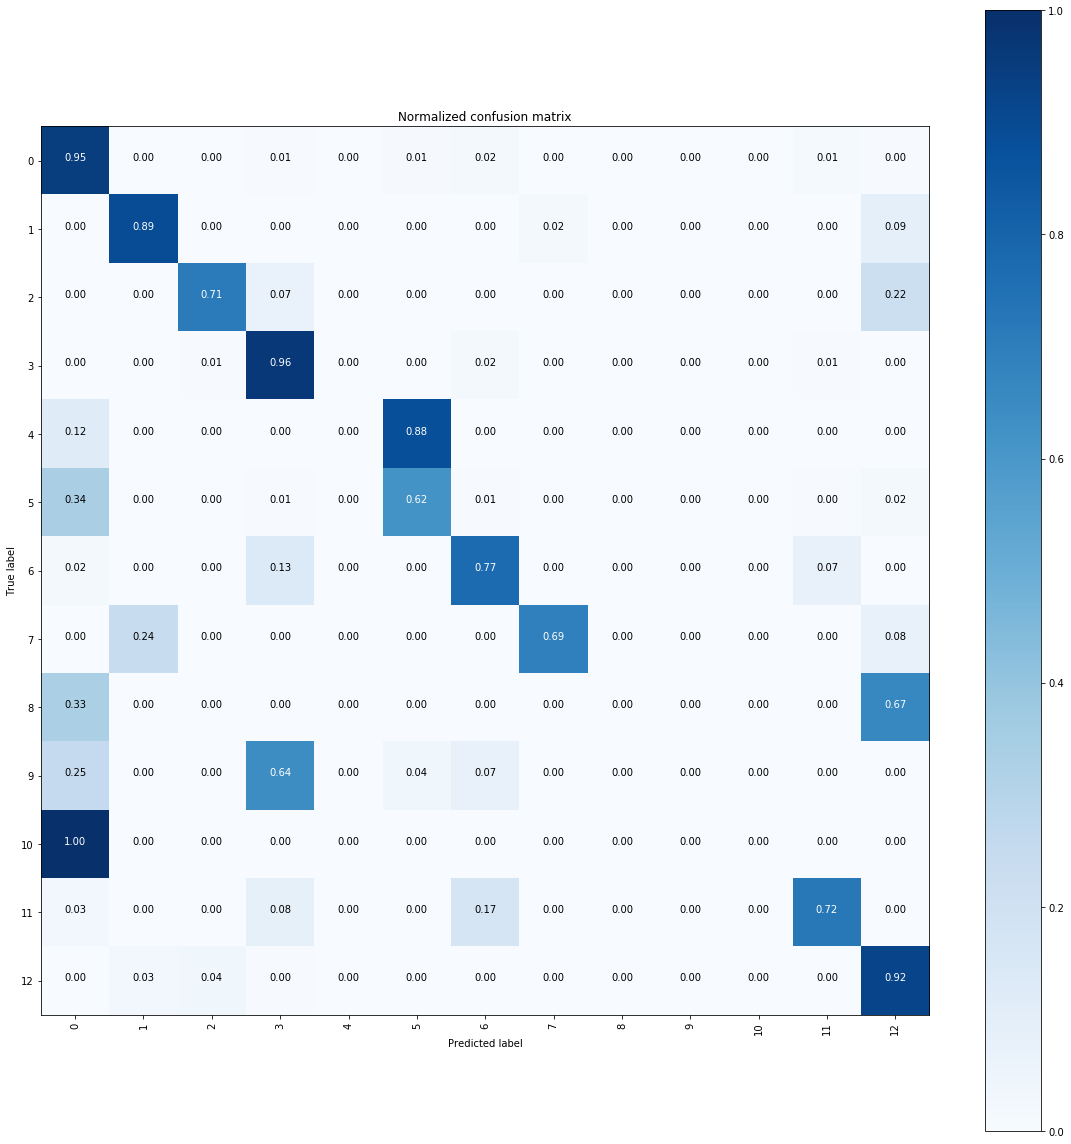 Normalized confusion matrix
0 0.95 0.00 0.00 0.01 0.00 0.01 0.02 0.00 0.00 0.00 0.00 0.01 0.00
1 0.00 0.89 0.00 0.00 0.00 0.00 0.00 0.02 0.00 0.00 0.00 0.00 0.09
2 0.00 0.00 0.71 0.07 0.00 0.00 0.00 0.00 0.00 0.00 0.00 0.00 0.22
3 0.00 0.00 0.01 0.96 0.00 0.00 0.02 0.00 0.00 0.00 0.00 0.01 0.00
4 0.12 0.00 0.00 0.00 0.00 0.88 0.00 0.00 0.00 0.00 0.00 0.00 0.00
5 0.34 0.00 0.00 0.01 0.00 0.62 0.01 0.00 0.00 0.00 0.00 0.00 0.02
6 0.02 0.00 0.00 0.13 0.00 0.00 0.77 0.00 0.00 0.00 0.00 0.07 0.00
7 0.00 0.24 0.00 0.00 0.00 0.00 0.00 0.69 0.00 0.00 0.00 0.00 0.08
8 0.33 0.00 0.00 0.00 0.00 0.00 0.00 0.00 0.00 0.00 0.00 0.00 0.67
9 0.25 0.00 0.00 0.64 0.00 0.04 0.07 0.00 0.00 0.00 0.00 0.00 0.00
10 1.00 0.00 0.00 0.00 0.00 0.00 0.00 0.00 0.00 0.00 0.00 0.00 0.00
11 0.03 0.00 0.00 0.08 0.00 0.00 0.17 0.00 0.00 0.00 0.00 0.72 0.00
12 0.00 0.03 0.04 0.00 0.00 0.00 0.00 0.00 0.00 0.00 0.00 0.00 0.92
0 1 2 3 4 5 6 7 8 9 10 11 12
Predicted label
True label
1.0
0.8
0.6
0.4
0.2
0.0